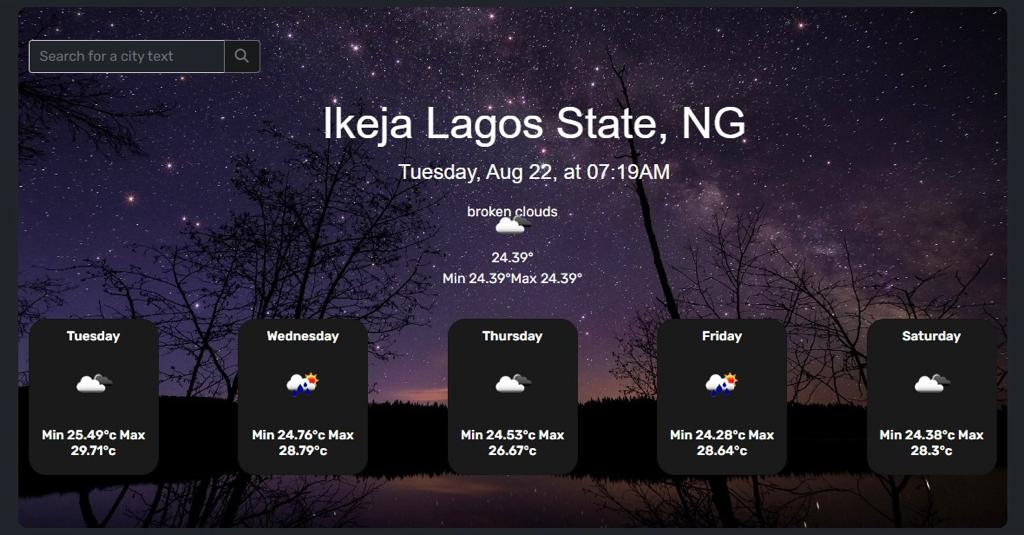 Search for a city text
Ikeja Lagos State, NG
Tuesday, Aug 22, at 07:19AM
broken clouds
24.39°
Min 24.39°Max 24.39°
Tuesday
Min 25.49°c Max
29.71°c
Wednesday
Min 24.76°c Max
28.79°c
Thursday
Min 24.53°c Max
26.67°c
Friday
Min 24.28°c Max
28.64°c
Saturday
Min 24.38°c Max
28.3°c